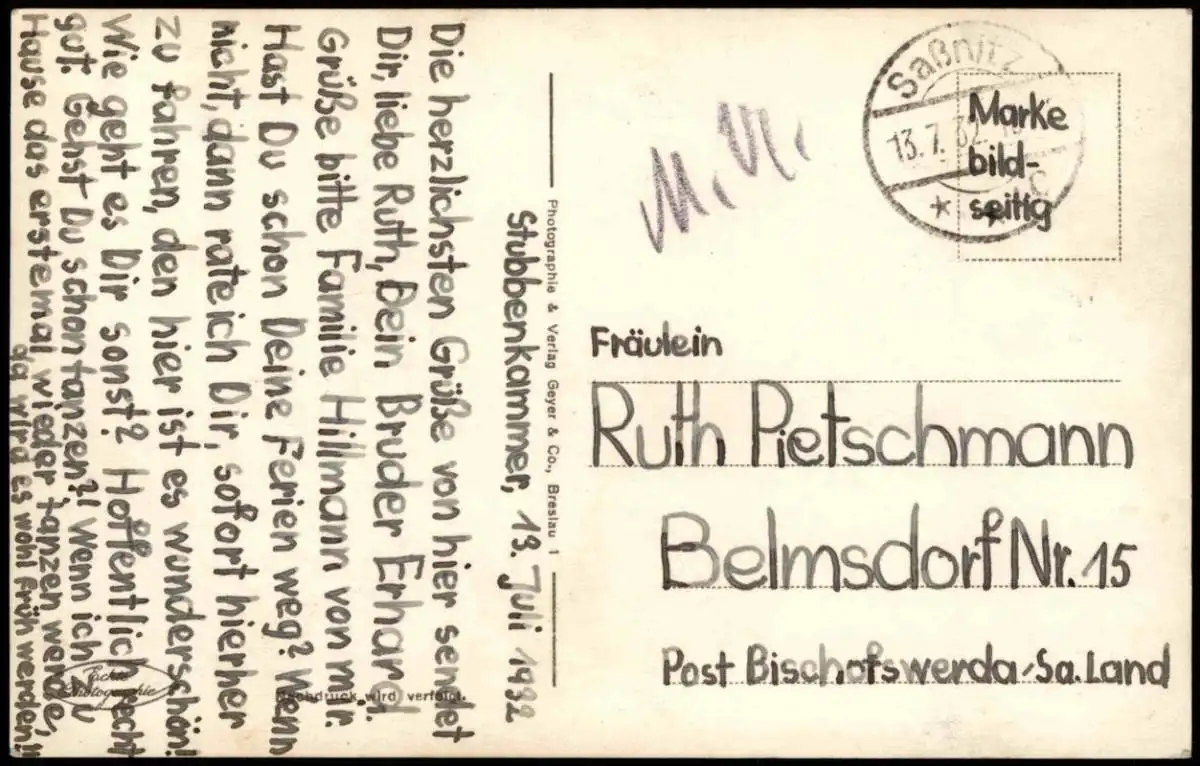 Stubbenkammer, 13. Juli 1932
Die herzlichsten Grüße von hier sendet
Dir, liebe Ruth, Dein Bruder Erhard.
Grüße bitte Familie Hillmann von mir.
Hast Du schon Deine Ferien weg? Wenn
nicht, dann rate ich Dir, sofort hierher
zu fahren, den hier ist es wunderschön!
Wie geht es Dir sonst? Hoffentlich recht
gut. Gehst Du schon tanzen?! Wenn ich zu
Hause das erstemal wieder tanzen werde,
da wird es wohl früh werden!!
Echte
Photographie
Nachdruck wird verfolgt.
Photographie & Verlag Geyer & Co., Breslau 1
M. N.
Saßnitz
13.7.32
Marke
bild-
seitig
Fräulein
Ruth Pietschmann
Belmsdorf Nr. 15
Post Bischofswerda-Sa. Land